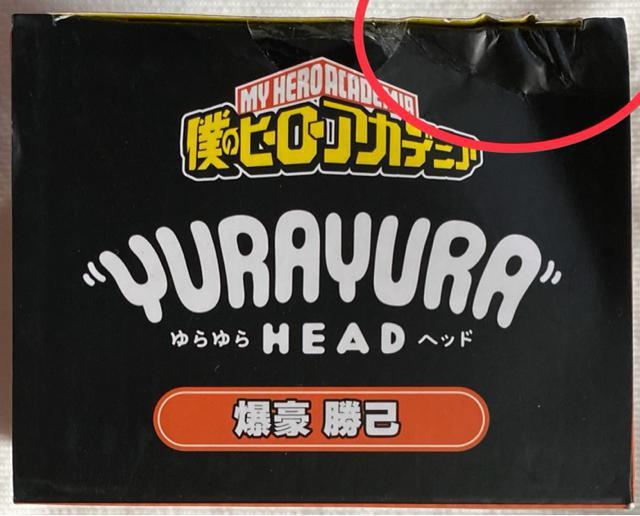 MY HERO ACADEMIA
僕のヒーローアカデミア
"YURAYURA"
ゆらゆら HEAD ヘッド
爆豪 勝己